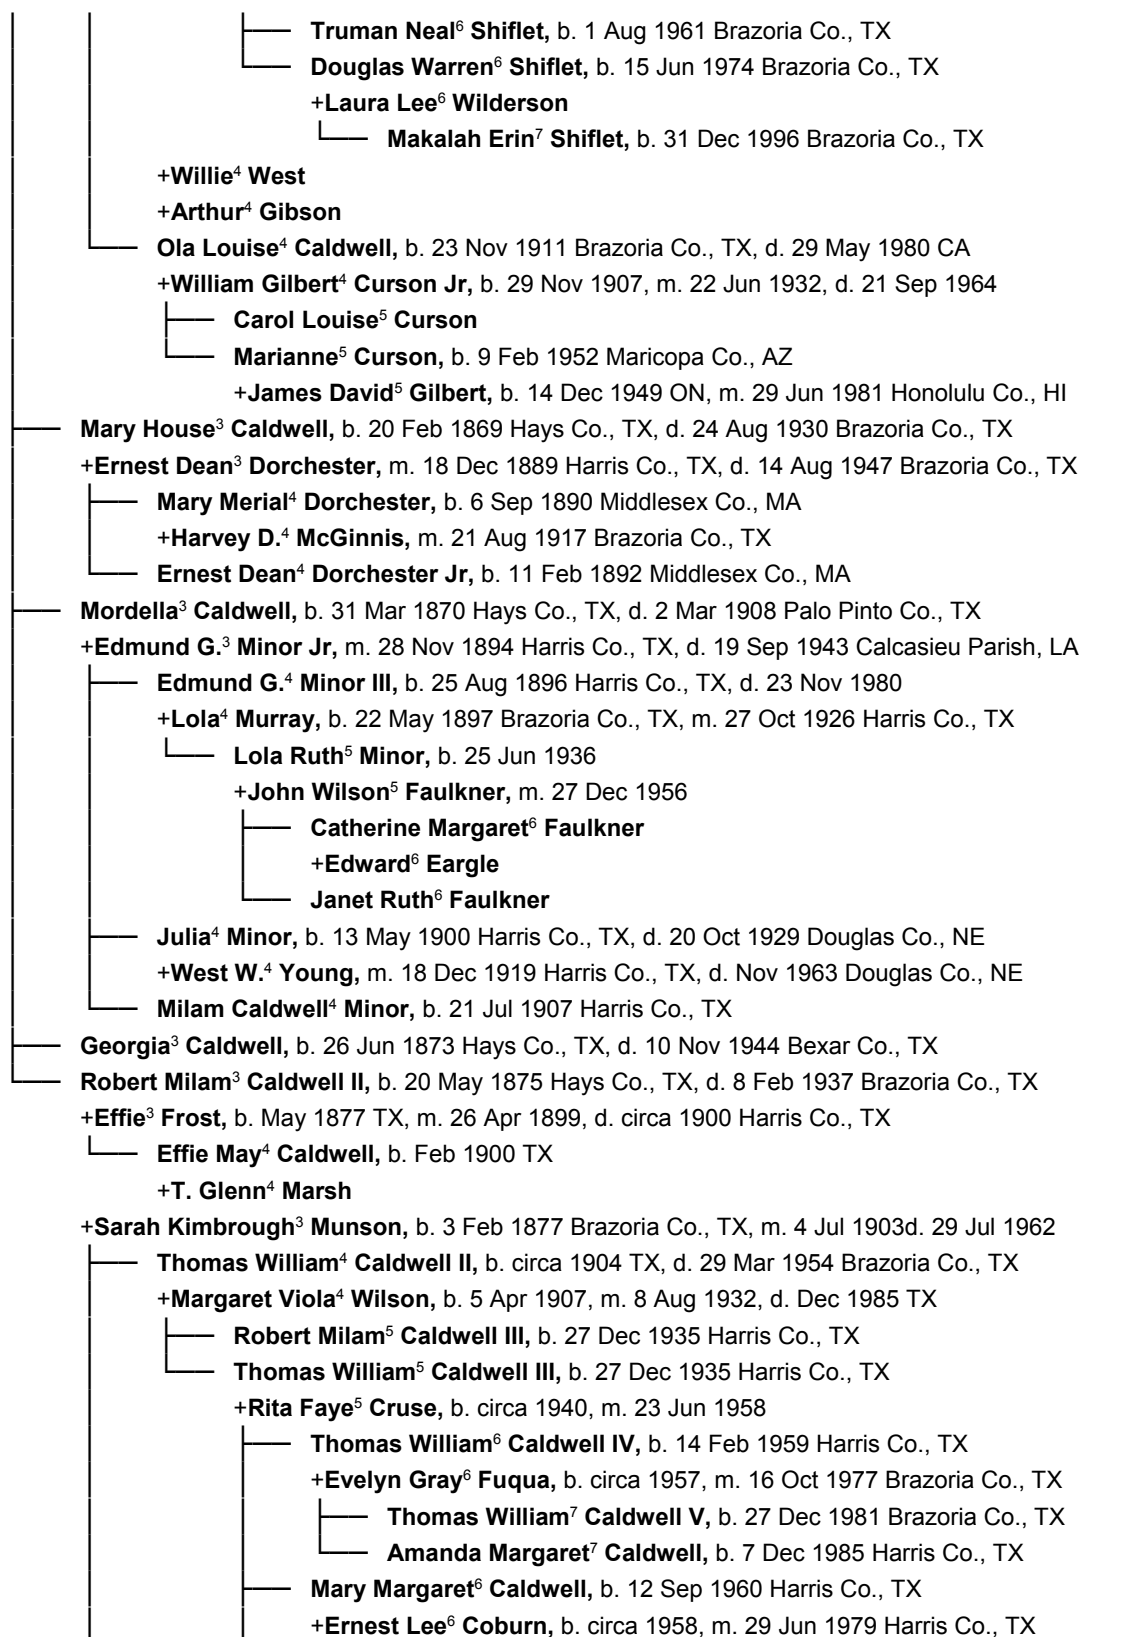 Truman Neal⁶ Shiflet, b. 1 Aug 1961 Brazoria Co., TX
Douglas Warren⁶ Shiflet, b. 15 Jun 1974 Brazoria Co., TX
+Laura Lee⁶ Wilderson
Makalah Erin⁷ Shiflet, b. 31 Dec 1996 Brazoria Co., TX
+Willie⁴ West
+Arthur⁴ Gibson
Ola Louise⁴ Caldwell, b. 23 Nov 1911 Brazoria Co., TX, d. 29 May 1980 CA
+William Gilbert⁴ Curson Jr, b. 29 Nov 1907, m. 22 Jun 1932, d. 21 Sep 1964
Carol Louise⁵ Curson
Marianne⁵ Curson, b. 9 Feb 1952 Maricopa Co., AZ
+James David⁵ Gilbert, b. 14 Dec 1949 ON, m. 29 Jun 1981 Honolulu Co., HI
Mary House³ Caldwell, b. 20 Feb 1869 Hays Co., TX, d. 24 Aug 1930 Brazoria Co., TX
+Ernest Dean³ Dorchester, m. 18 Dec 1889 Harris Co., TX, d. 14 Aug 1947 Brazoria Co., TX
Mary Merial⁴ Dorchester, b. 6 Sep 1890 Middlesex Co., MA
+Harvey D.⁴ McGinnis, m. 21 Aug 1917 Brazoria Co., TX
Ernest Dean⁴ Dorchester Jr, b. 11 Feb 1892 Middlesex Co., MA
Mordella³ Caldwell, b. 31 Mar 1870 Hays Co., TX, d. 2 Mar 1908 Palo Pinto Co., TX
+Edmund G.³ Minor Jr, m. 28 Nov 1894 Harris Co., TX, d. 19 Sep 1943 Calcasieu Parish, LA
Edmund G.⁴ Minor III, b. 25 Aug 1896 Harris Co., TX, d. 23 Nov 1980
+Lola⁴ Murray, b. 22 May 1897 Brazoria Co., TX, m. 27 Oct 1926 Harris Co., TX
Lola Ruth⁵ Minor, b. 25 Jun 1936
+John Wilson⁵ Faulkner, m. 27 Dec 1956
Catherine Margaret⁶ Faulkner
+Edward⁶ Eargle
Janet Ruth⁶ Faulkner
Julia⁴ Minor, b. 13 May 1900 Harris Co., TX, d. 20 Oct 1929 Douglas Co., NE
+West W.⁴ Young, m. 18 Dec 1919 Harris Co., TX, d. Nov 1963 Douglas Co., NE
Milam Caldwell⁴ Minor, b. 21 Jul 1907 Harris Co., TX
Georgia³ Caldwell, b. 26 Jun 1873 Hays Co., TX, d. 10 Nov 1944 Bexar Co., TX
Robert Milam³ Caldwell II, b. 20 May 1875 Hays Co., TX, d. 8 Feb 1937 Brazoria Co., TX
+Effie³ Frost, b. May 1877 TX, m. 26 Apr 1899, d. circa 1900 Harris Co., TX
Effie May⁴ Caldwell, b. Feb 1900 TX
+T. Glenn⁴ Marsh
+Sarah Kimbrough³ Munson, b. 3 Feb 1877 Brazoria Co., TX, m. 4 Jul 1903d. 29 Jul 1962
Thomas William⁴ Caldwell II, b. circa 1904 TX, d. 29 Mar 1954 Brazoria Co., TX
+Margaret Viola⁴ Wilson, b. 5 Apr 1907, m. 8 Aug 1932, d. Dec 1985 TX
Robert Milam⁵ Caldwell III, b. 27 Dec 1935 Harris Co., TX
Thomas William⁵ Caldwell III, b. 27 Dec 1935 Harris Co., TX
+Rita Faye⁵ Cruse, b. circa 1940, m. 23 Jun 1958
Thomas William⁶ Caldwell IV, b. 14 Feb 1959 Harris Co., TX
+Evelyn Gray⁶ Fuqua, b. circa 1957, m. 16 Oct 1977 Brazoria Co., TX
Thomas William⁷ Caldwell V, b. 27 Dec 1981 Brazoria Co., TX
Amanda Margaret⁷ Caldwell, b. 7 Dec 1985 Harris Co., TX
Mary Margaret⁶ Caldwell, b. 12 Sep 1960 Harris Co., TX
+Ernest Lee⁶ Coburn, b. circa 1958, m. 29 Jun 1979 Harris Co., TX